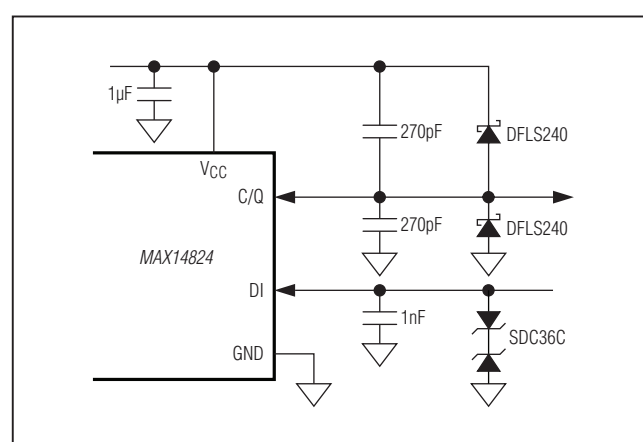 1µF
270pF
DFLS240
VCC
C/Q
270pF
DFLS240
MAX14824
DI
1nF
SDC36C
GND